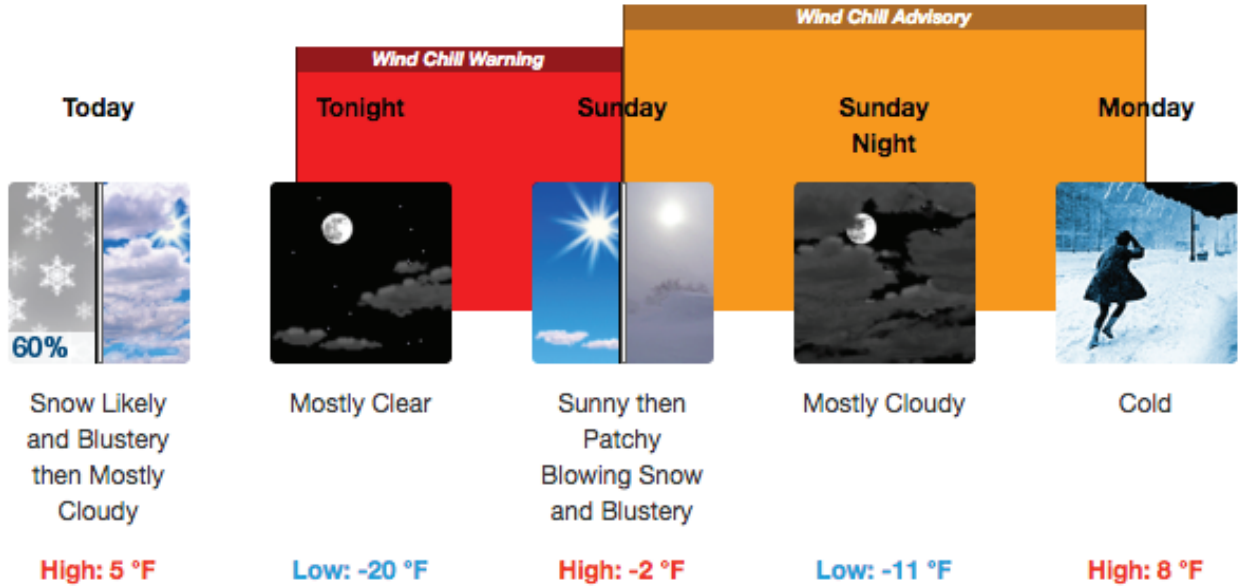 Wind Chill Advisory
Wind Chill Warning
Today
Tonight
Sunday
Sunday
Night
Monday
60%
Snow Likely
and Blustery
then Mostly
Cloudy
Mostly Clear
Sunny then
Patchy
Blowing Snow
and Blustery
Mostly Cloudy
Cold
High: 5 °F
Low: -20 °F
High: -2 °F
Low: -11 °F
High: 8 °F